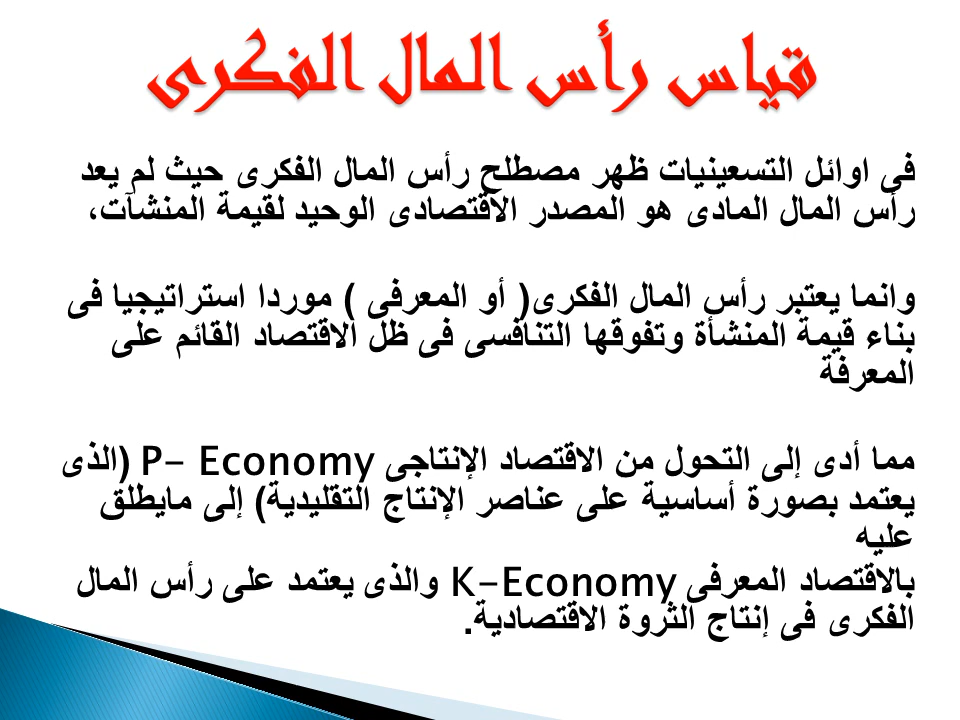 قياس رأس المال الفكرى
فى اوائل التسعينيات ظهر مصطلح رأس المال الفكرى حيث لم يعد
رأس المال المادى هو المصدر الاقتصادى الوحيد لقيمة المنشآت،
وانما يعتبر رأس المال الفكرى( أو المعرفى ) موردا استراتيجيا فى
بناء قيمة المنشأة وتفوقها التنافسى فى ظل الاقتصاد القائم على
المعرفة
مما أدى إلى التحول من الاقتصاد الإنتاجى P- Economy (الذى
يعتمد بصورة أساسية على عناصر الإنتاج التقليدية) إلى مايطلق
عليه
بالاقتصاد المعرفى K-Economy والذى يعتمد على رأس المال
الفكرى فى إنتاج الثروة الاقتصادية.